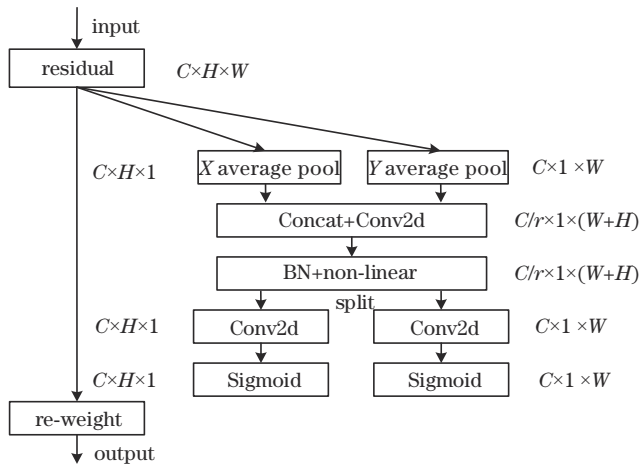 input
residual C×H×W
C×H×1 X average pool Y average pool C×1 ×W
Concat+Conv2d C/r×1×(W+H)
BN+non-linear C/r×1×(W+H)
split
C×H×1 Conv2d Conv2d C×1 ×W
C×H×1 Sigmoid Sigmoid C×1 ×W
re-weight
output